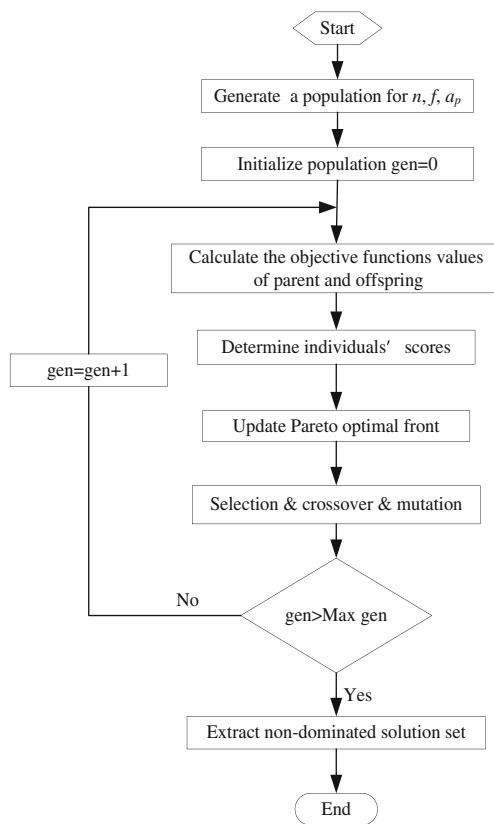 Start
Generate a population for n, f, ap
Initialize population gen=0
Calculate the objective functions values
of parent and offspring
Determine individuals′ scores
gen=gen+1
Update Pareto optimal front
Selection & crossover & mutation
No
gen>Max gen
Yes
Extract non-dominated solution set
End